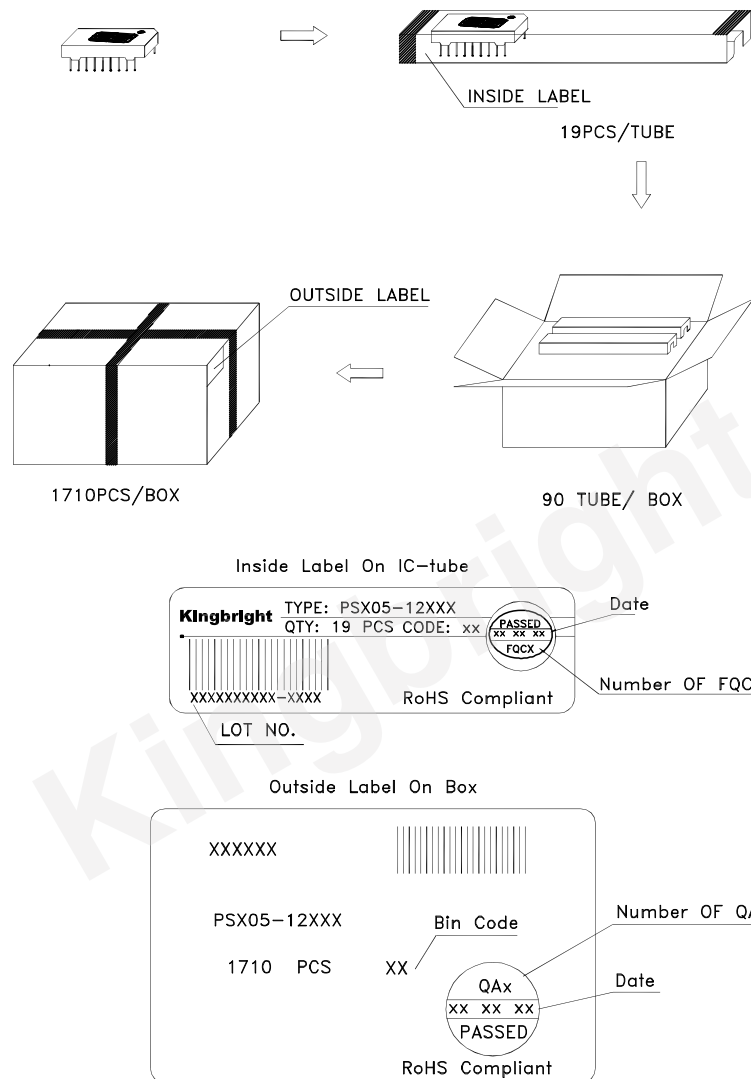 INSIDE LABEL
19PCS/TUBE
OUTSIDE LABEL
1710PCS/BOX
90 TUBE/ BOX
Inside Label On IC-tube
Kingbright
TYPE: PSX05-12XXX
QTY: 19 PCS CODE: xx
PASSED
xx xx xx
FQCX
Date
XXXXXXXXXX-XXXX
RoHS Compliant
Number OF FQC
LOT NO.
Outside Label On Box
XXXXXX
PSX05-12XXX
Bin Code
Number OF QA
1710 PCS
XX
QAx
Date
XX XX XX
PASSED
RoHS Compliant
Kingbright